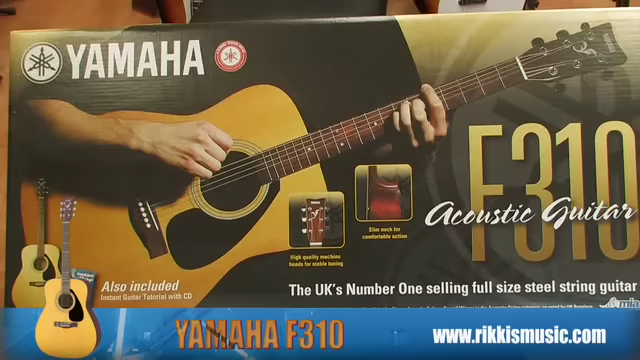 YAMAHA
F310
Acoustic Guitar
High quality machine
heads for stable tuning
Slim neck for
comfortable action
Also included
Instant Guitar Tutorial with CD
The UK's Number One selling full size steel string guitar
mia
YAMAHA F310
www.rikkismusic.com